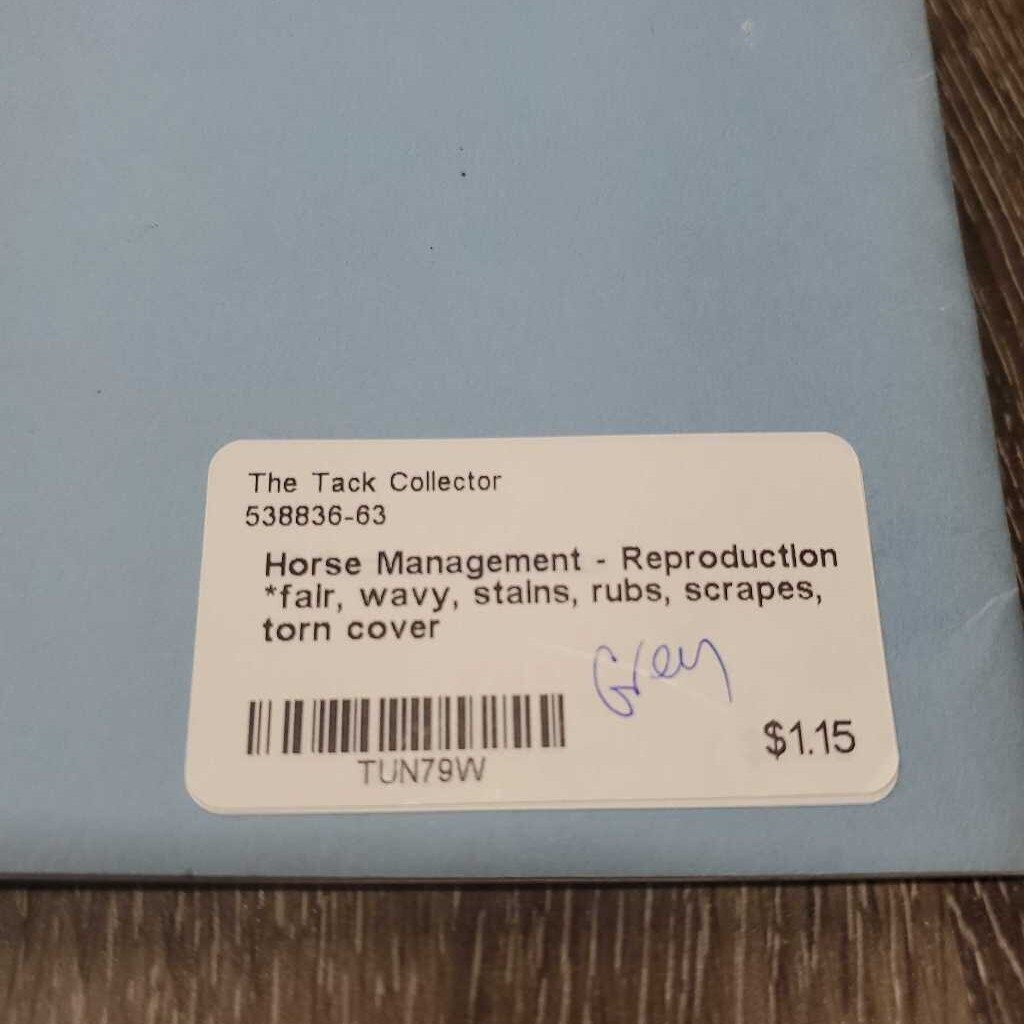 The Tack Collector
538836-63
Horse Management - Reproduction
*fair, wavy, stains, rubs, scrapes,
torn cover
Grey
$1.15
TUN79W